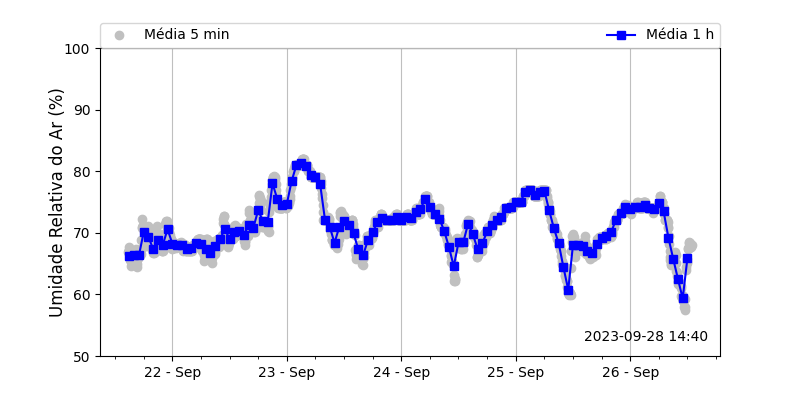 Média 5 min
Média 1 h
Umidade Relativa do Ar (%)
100
90
80
70
60
50
2023-09-28 14:40
22 - Sep
23 - Sep
24 - Sep
25 - Sep
26 - Sep